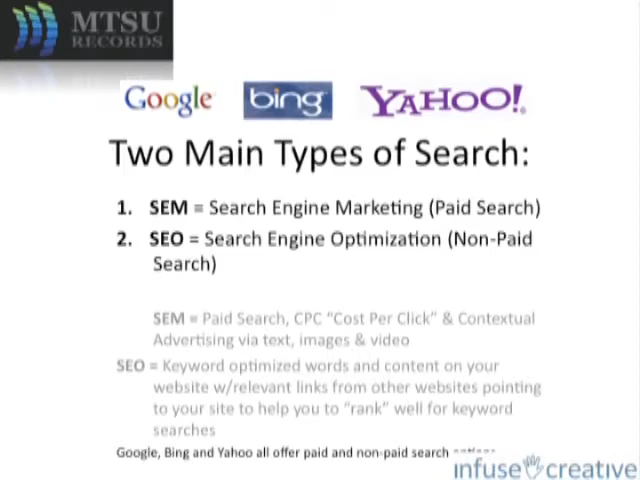 MTSU
RECORDS
Google bing YAHOO!
Two Main Types of Search:
1. SEM = Search Engine Marketing (Paid Search)
2. SEO = Search Engine Optimization (Non-Paid
Search)
SEM = Paid Search, CPC “Cost Per Click” & Contextual
Advertising via text, images & video
SEO = Keyword optimized words and content on your
website w/relevant links from other websites pointing
to your site to help you to “rank” well for keyword
searches
Google, Bing and Yahoo all offer paid and non-paid search
infuse creative